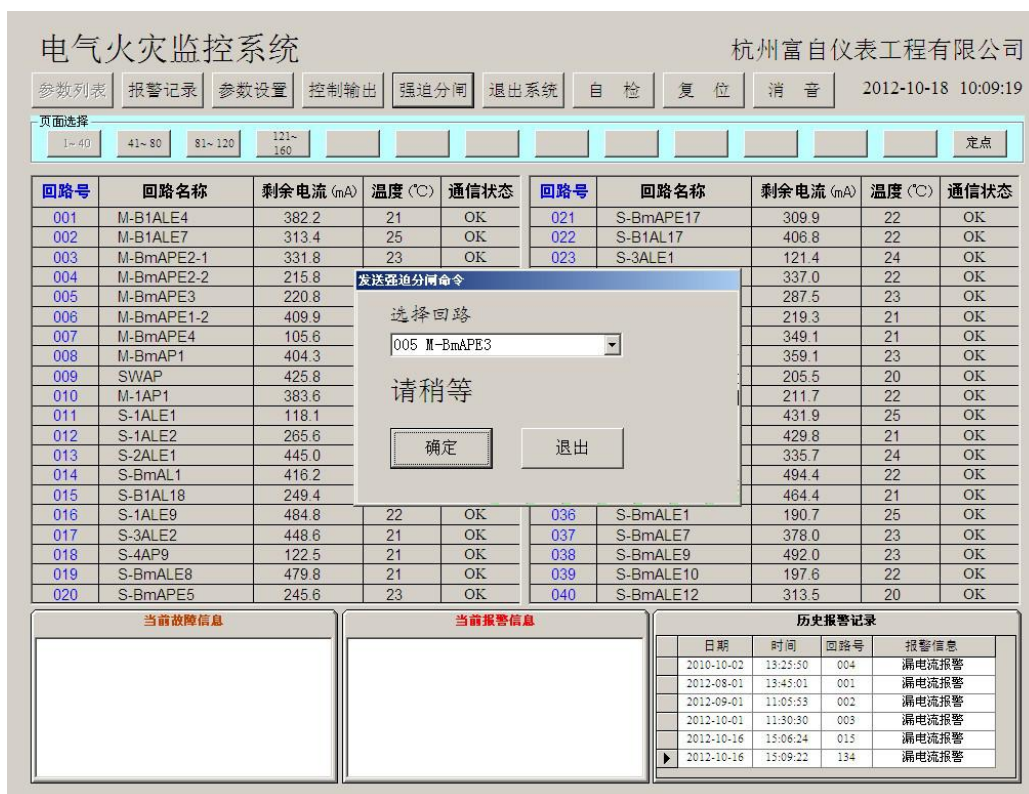 电气火灾监控系统
杭州富自仪表工程有限公司
参数列表 报警记录 参数设置 控制输出 强迫分闸 退出系统 自 检 复 位 消 音 2012-10-18 10:09:19
页面选择
1~40 41~80 81~120 121~160 定点
回路号 回路名称 剩余电流(mA) 温度(℃) 通信状态 回路号 回路名称 剩余电流(mA) 温度(℃) 通信状态
001 M-B1ALE4 382.2 21 OK 021 S-BmAPE17 309.9 22 OK
002 M-B1ALE7 313.4 25 OK 022 S-B1AL17 406.8 22 OK
003 M-BmAPE2-1 331.8 23 OK 023 S-3ALE1 121.4 24 OK
004 M-BmAPE2-2 215.8 337.0 22 OK
005 M-BmAPE3 220.8 287.5 23 OK
006 M-BmAPE1-2 409.9 219.3 21 OK
007 M-BmAPE4 105.6 349.1 21 OK
008 M-BmAP1 404.3 359.1 23 OK
009 SWAP 425.8 205.5 20 OK
010 M-1AP1 383.6 211.7 22 OK
011 S-1ALE1 118.1 431.9 25 OK
012 S-1ALE2 265.6 429.8 21 OK
013 S-2ALE1 445.0 335.7 24 OK
014 S-BmAL1 416.2 494.4 22 OK
015 S-B1AL18 249.4 464.4 21 OK
016 S-1ALE9 484.8 22 OK 036 S-BmALE1 190.7 25 OK
017 S-3ALE2 448.6 21 OK 037 S-BmALE7 378.0 23 OK
018 S-4AP9 122.5 21 OK 038 S-BmALE9 492.0 23 OK
019 S-BmALE8 479.8 21 OK 039 S-BmALE10 197.6 22 OK
020 S-BmAPE5 245.6 23 OK 040 S-BmALE12 313.5 20 OK
发送强迫分闸命令
选择回路
005 M-BmAPE3
请稍等
确定 退出
当前故障信息 当前报警信息 历史报警记录
日期 时间 回路号 报警信息
2010-10-02 13:25:50 004 漏电流报警
2012-08-01 13:45:01 001 漏电流报警
2012-09-01 11:05:53 002 漏电流报警
2012-10-01 11:30:30 003 漏电流报警
2012-10-16 15:06:24 015 漏电流报警
2012-10-16 15:09:22 134 漏电流报警